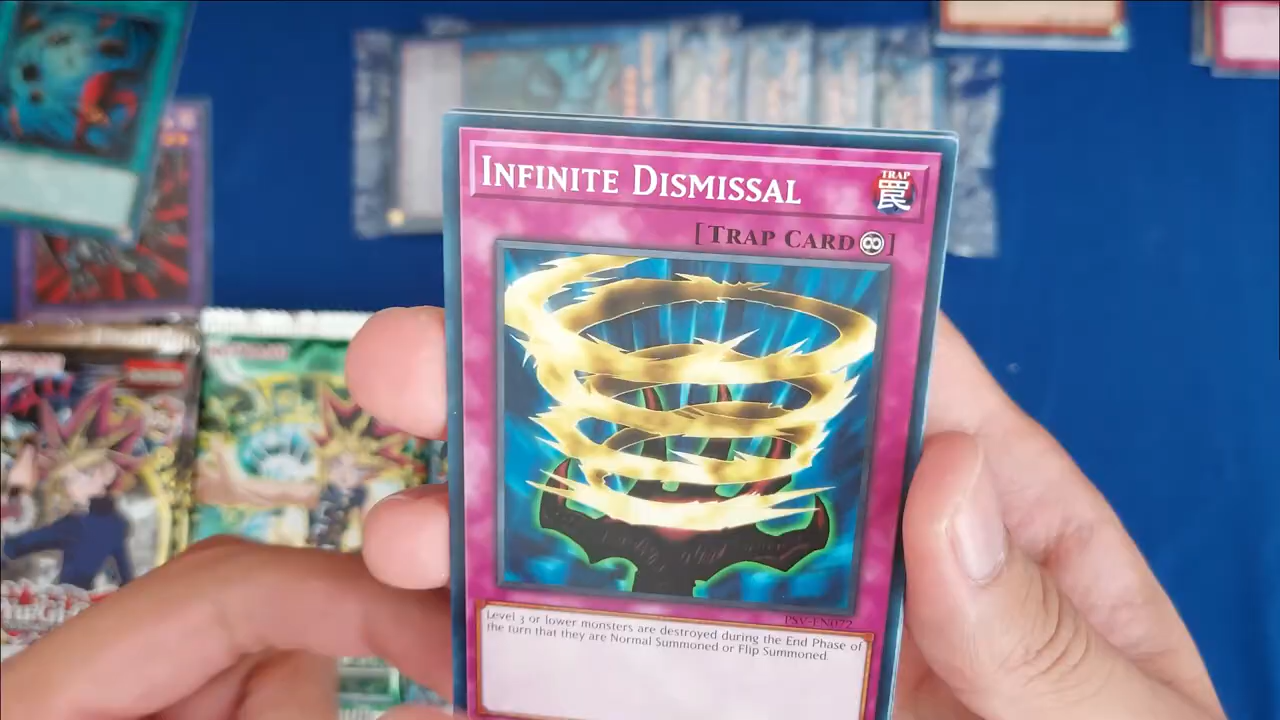 INFINITE DISMISSAL
TRAP
罠
[TRAP CARD]
PSV-EN072
Level 3 or lower monsters are destroyed during the End Phase of
the turn that they are Normal Summoned or Flip Summoned.